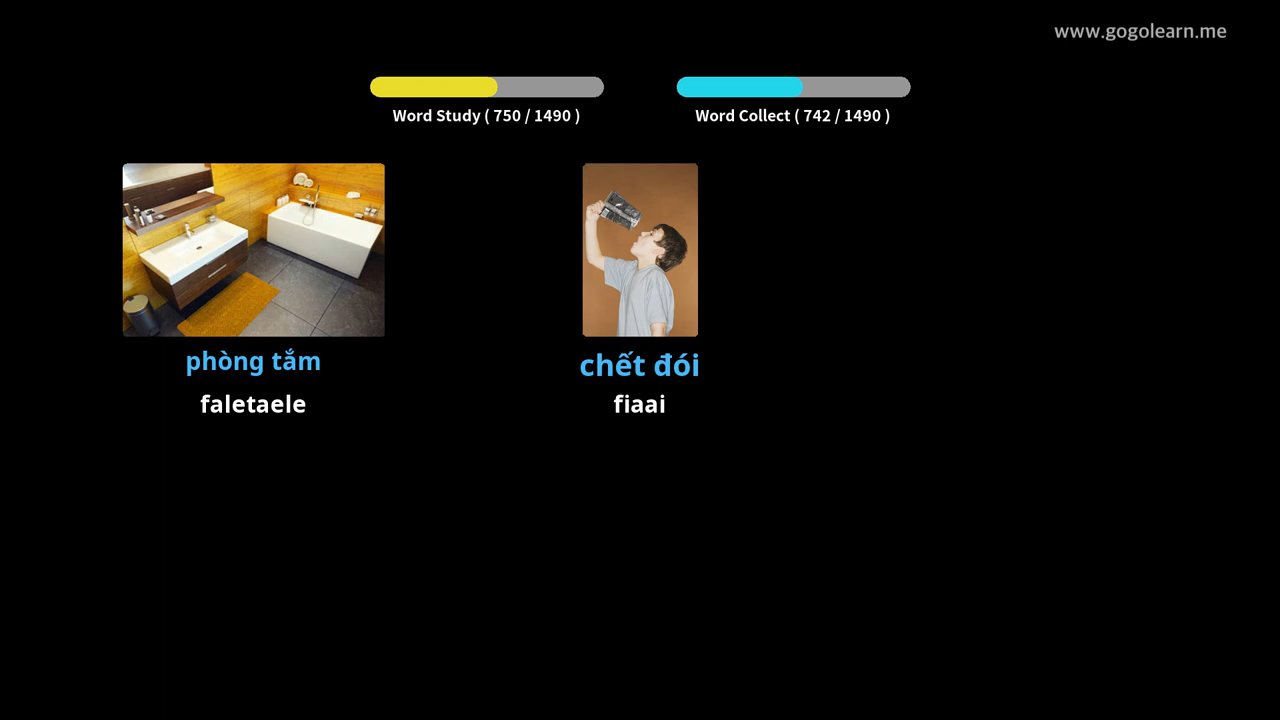 www.gogolearn.me
Word Study ( 750 / 1490 )
Word Collect ( 742 / 1490 )
phòng tắm
faletaele
chết đói
fiaai